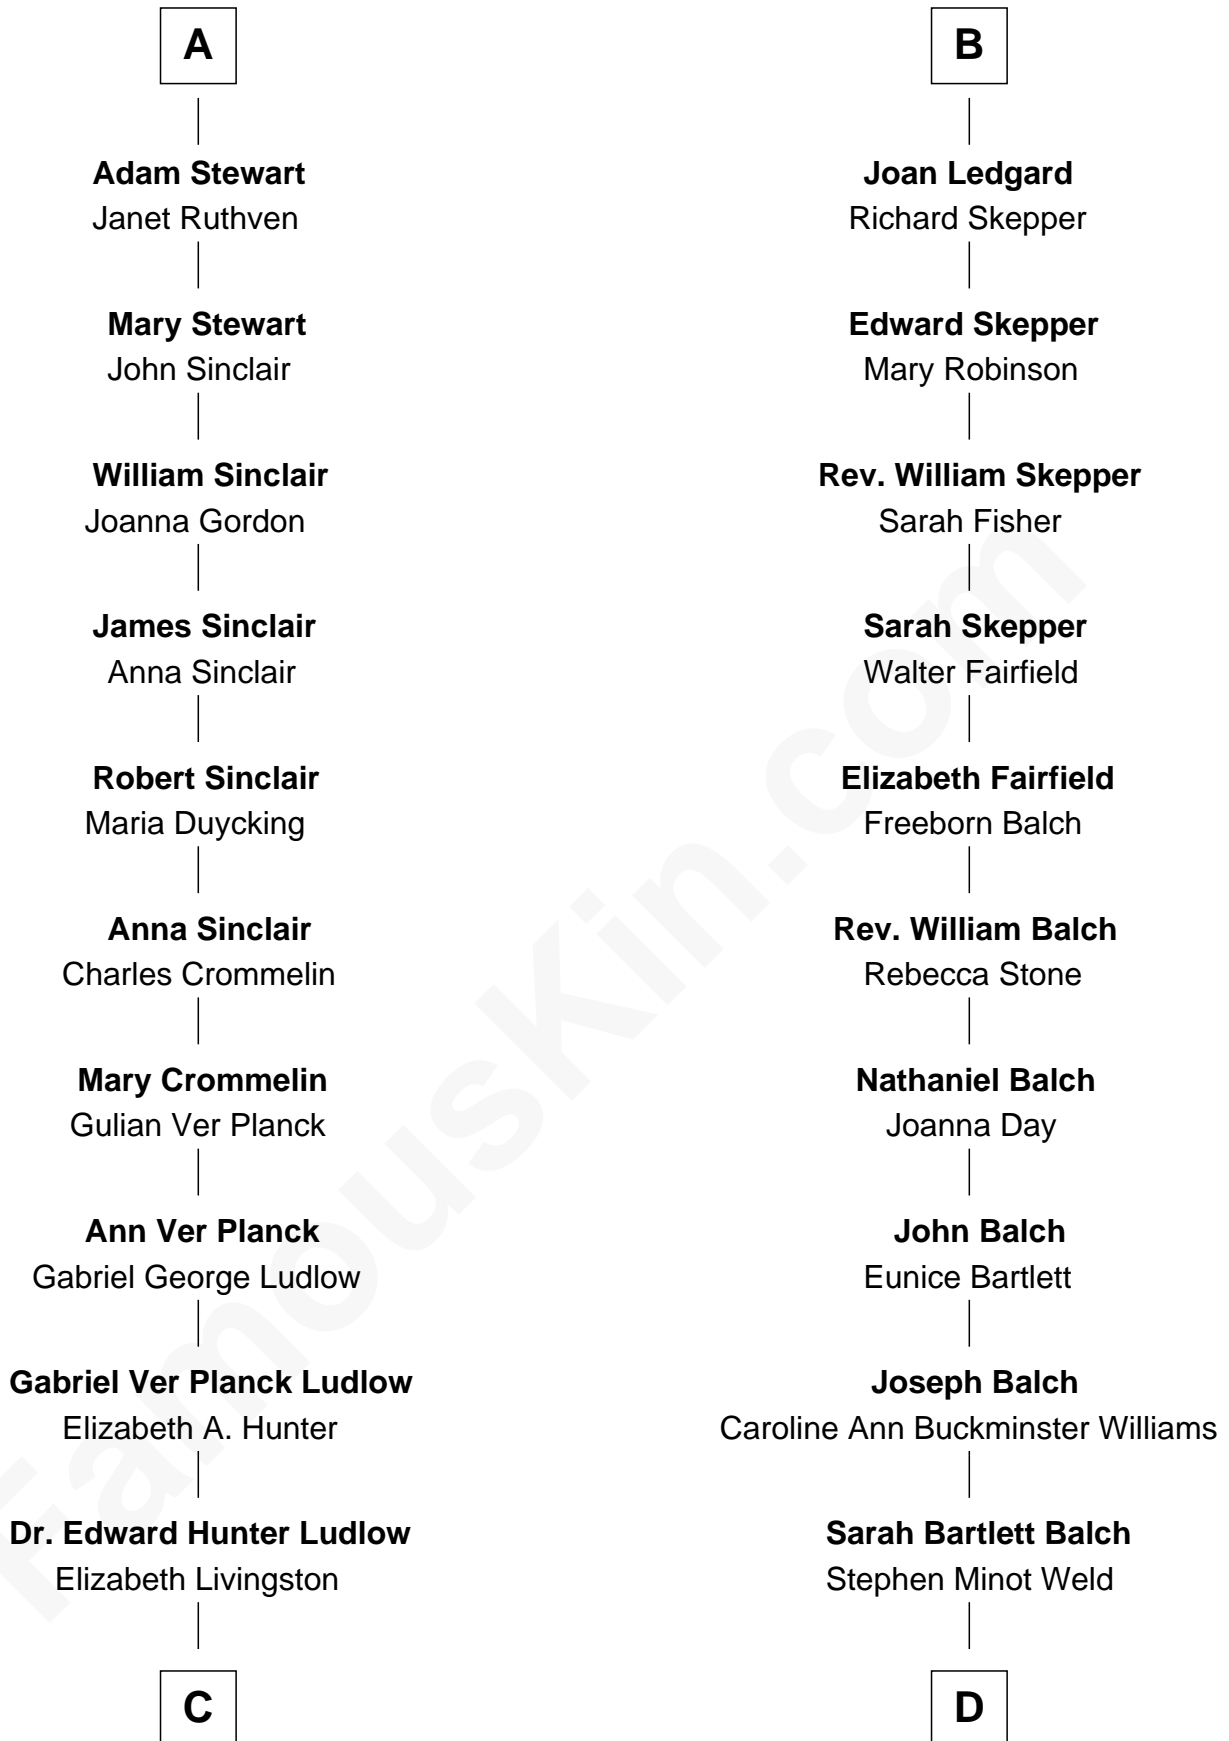 A
Adam Stewart
Janet Ruthven
Mary Stewart
John Sinclair
William Sinclair
Joanna Gordon
James Sinclair
Anna Sinclair
Robert Sinclair
Maria Duycking
Anna Sinclair
Charles Crommelin
Mary Crommelin
Gulian Ver Planck
Ann Ver Planck
Gabriel George Ludlow
Gabriel Ver Planck Ludlow
Elizabeth A. Hunter
Dr. Edward Hunter Ludlow
Elizabeth Livingston
C
B
Joan Ledgard
Richard Skepper
Edward Skepper
Mary Robinson
Rev. William Skepper
Sarah Fisher
Sarah Skepper
Walter Fairfield
Elizabeth Fairfield
Freeborn Balch
Rev. William Balch
Rebecca Stone
Nathaniel Balch
Joanna Day
John Balch
Eunice Bartlett
Joseph Balch
Caroline Ann Buckminster Williams
Sarah Bartlett Balch
Stephen Minot Weld
D
FamousKin.com